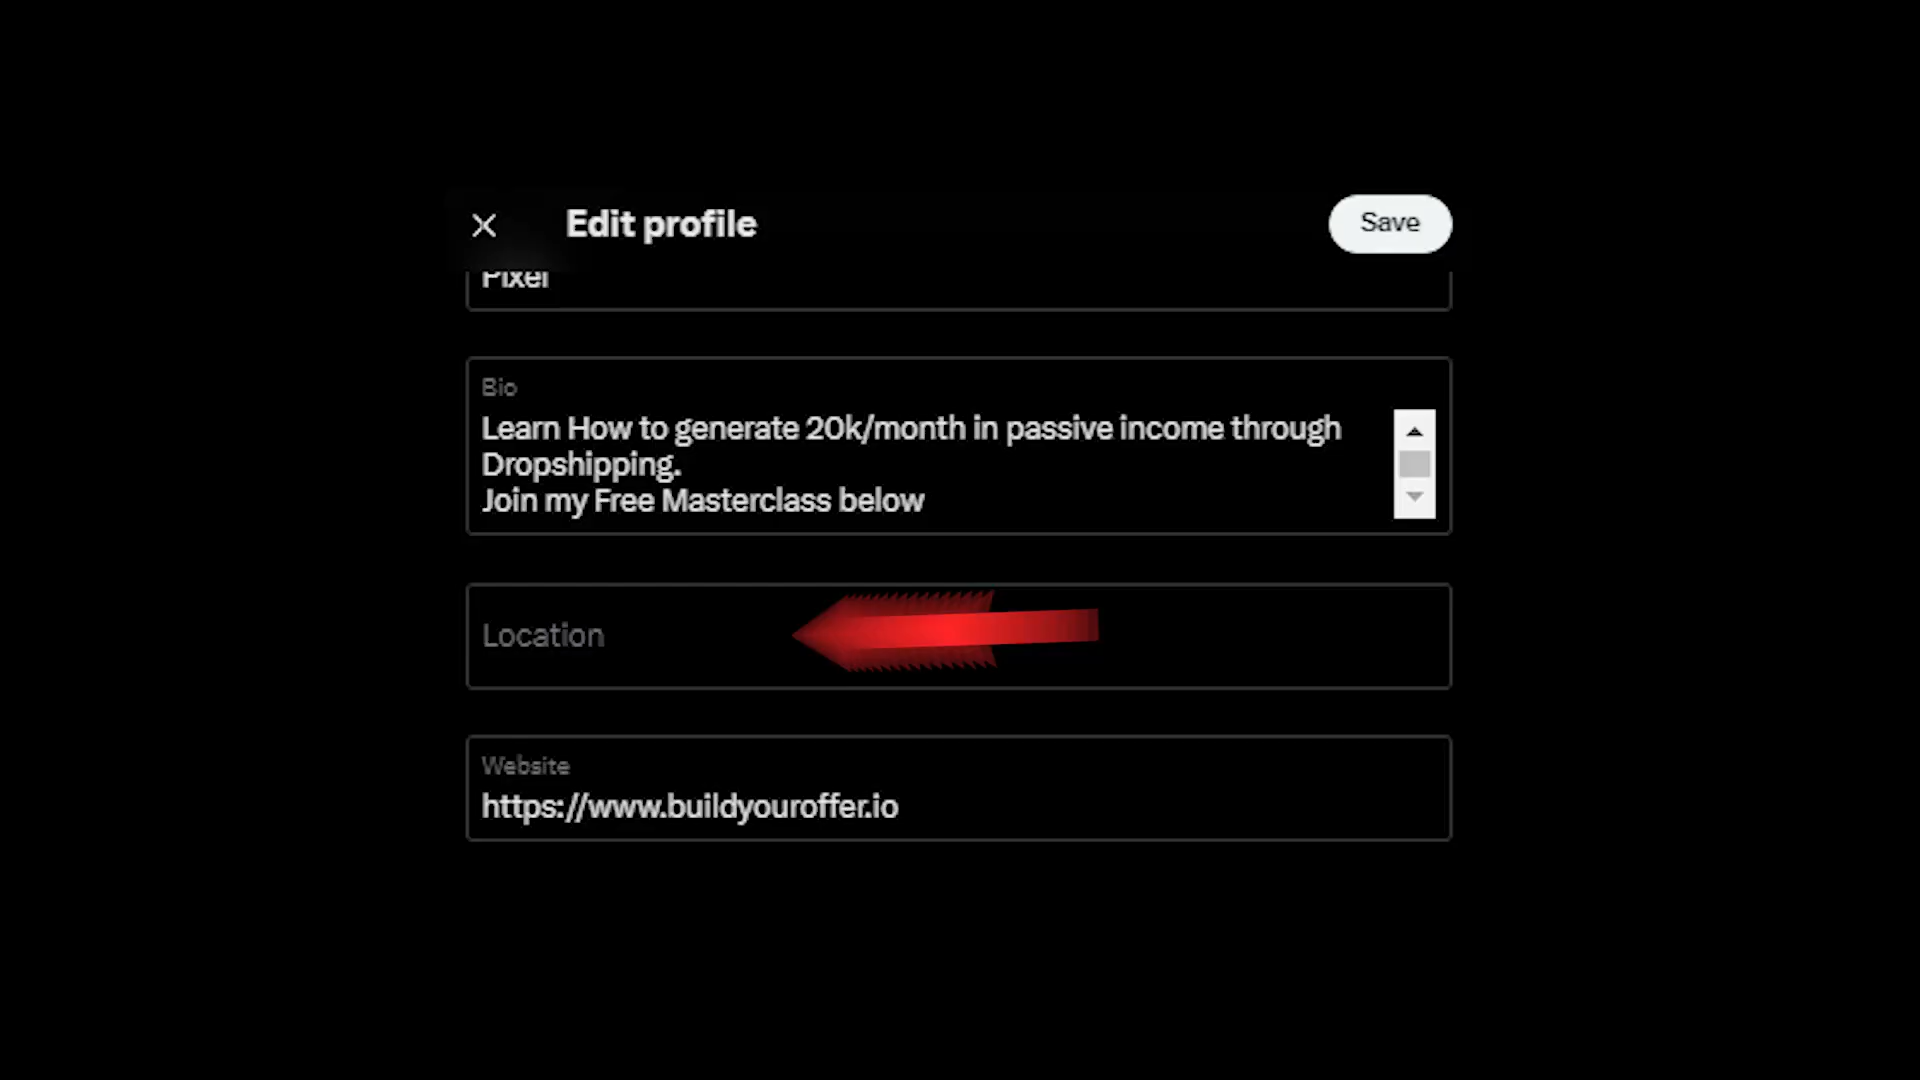 Edit profile
Save
Pixel
Bio
Learn How to generate 20k/month in passive income through
Dropshipping.
Join my Free Masterclass below
Location
Website
https://www.buildyouroffer.io